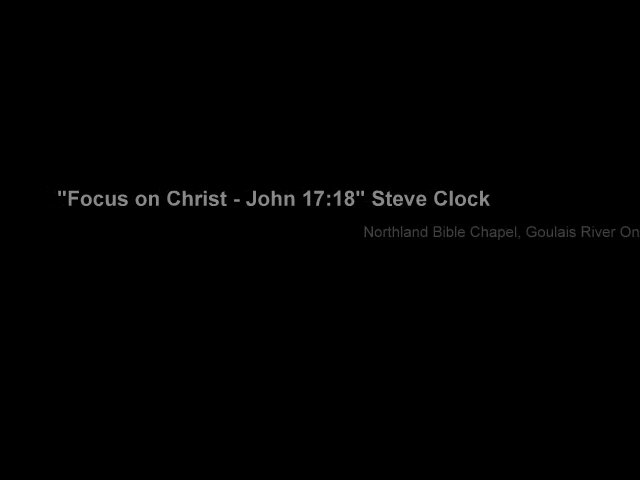 "Focus on Christ - John 17:18" Steve Clock
Northland Bible Chapel, Goulais River On